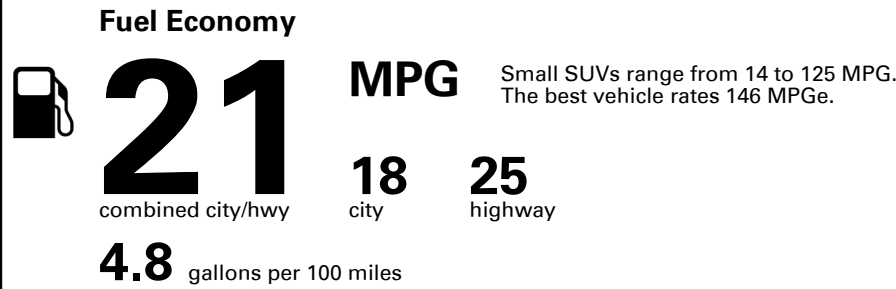 Fuel Economy
21 MPG
Small SUVs range from 14 to 125 MPG.
The best vehicle rates 146 MPGe.
18 25
combined city/hwy city highway
4.8 gallons per 100 miles